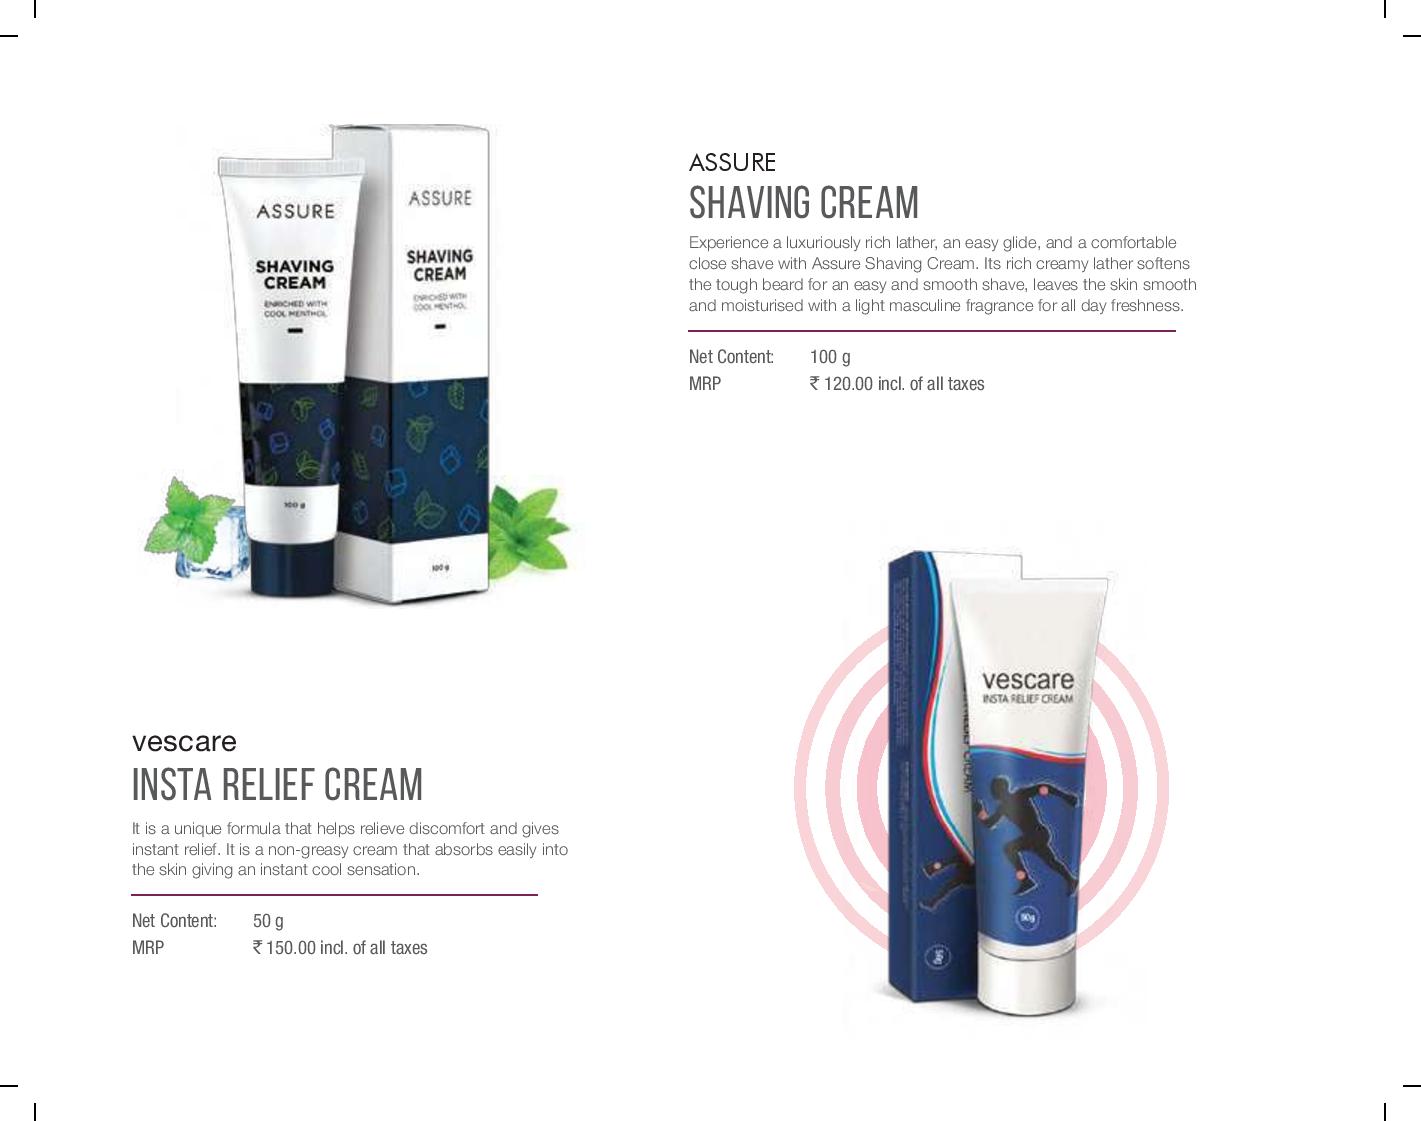 ASSURE
SHAVING
CREAM
ENRICHED WITH
COOL MENTHOL
100 g
ASSURE
SHAVING
CREAM
ENRICHED WITH
COOL MENTHOL
100 g
ASSURE
SHAVING CREAM
Experience a luxuriously rich lather, an easy glide, and a comfortable
close shave with Assure Shaving Cream. Its rich creamy lather softens
the tough beard for an easy and smooth shave, leaves the skin smooth
and moisturised with a light masculine fragrance for all day freshness.
Net Content: 100 g
MRP ₹ 120.00 incl. of all taxes
vescare
INSTA RELIEF CREAM
It is a unique formula that helps relieve discomfort and gives
instant relief. It is a non-greasy cream that absorbs easily into
the skin giving an instant cool sensation.
Net Content: 50 g
MRP ₹ 150.00 incl. of all taxes
vescare
INSTA RELIEF CREAM
50g
50g